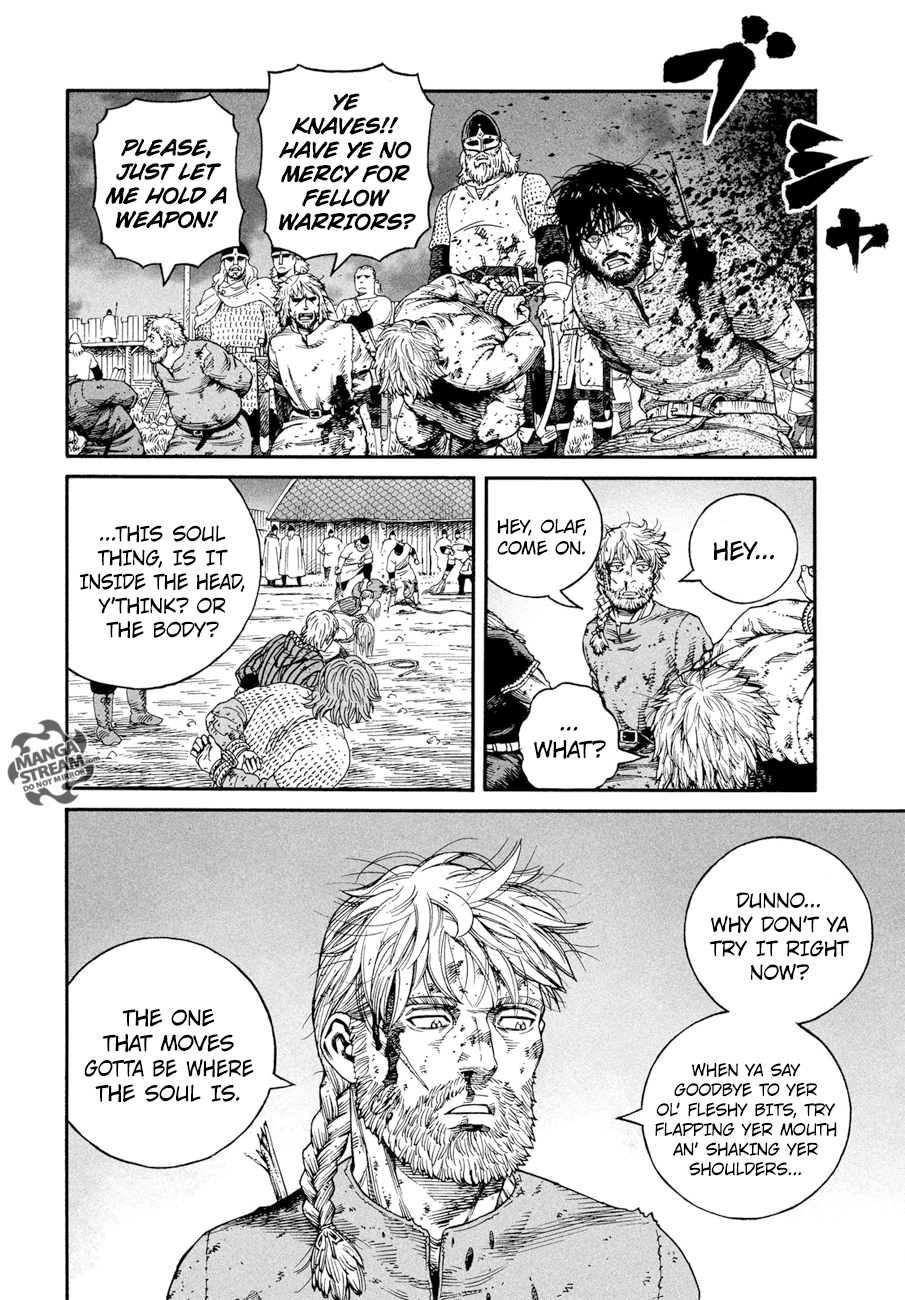 ブシャ
YE
KNAVES!!
HAVE YE NO
MERCY FOR
FELLOW
WARRIORS?
PLEASE,
JUST LET
ME HOLD A
WEAPON!
HEY...
HEY, OLAF,
COME ON.
...
WHAT?
...THIS SOUL
THING, IS IT
INSIDE THE HEAD,
Y'THINK? OR
THE BODY?
MANGA
STREAM.com
DO NOT MIRROR
DUNNO...
WHY DON'T YA
TRY IT RIGHT
NOW?
WHEN YA SAY
GOODBYE TO YER
OL' FLESHY BITS, TRY
FLAPPING YER MOUTH
AN' SHAKING YER
SHOULDERS...
THE ONE
THAT MOVES
GOTTA BE WHERE
THE SOUL IS.